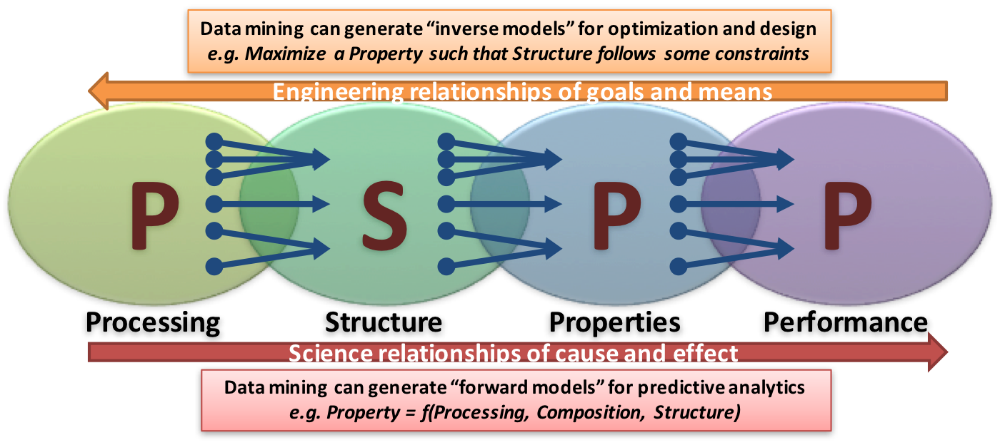 Data mining can generate “inverse models” for optimization and design
e.g. Maximize a Property such that Structure follows some constraints
Engineering relationships of goals and means
P
S
P
P
Processing
Structure
Properties
Performance
Science relationships of cause and effect
Data mining can generate “forward models” for predictive analytics
e.g. Property = f(Processing, Composition, Structure)